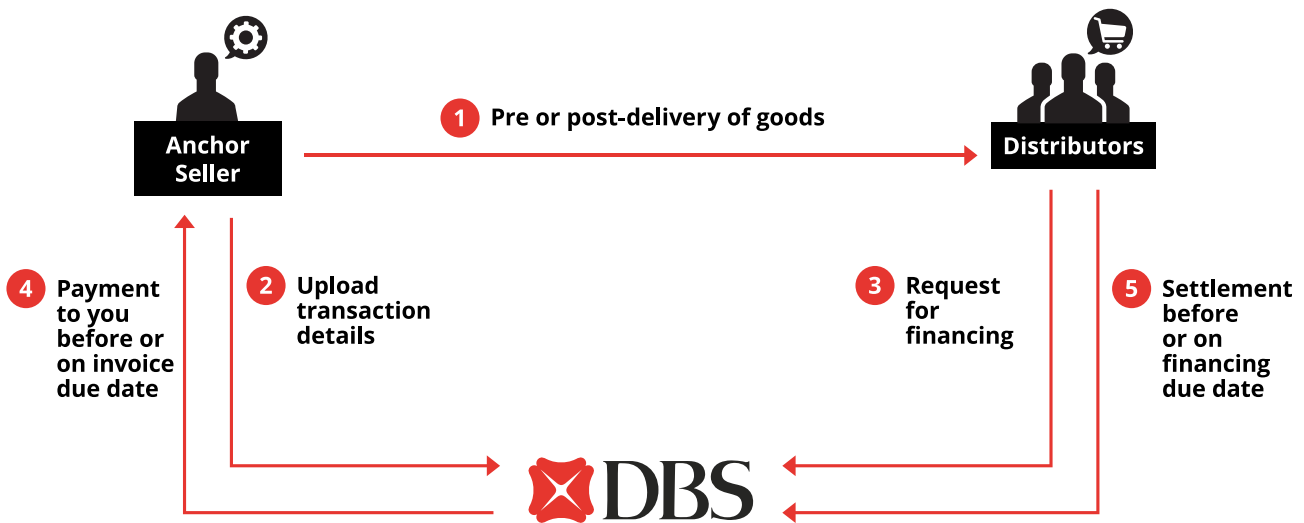 Anchor
Seller
1 Pre or post-delivery of goods
Distributors
4 Payment
to you
before or
on invoice
due date
2 Upload
transaction
details
3 Request
for
financing
5 Settlement
before
or on
financing
due date
DBS